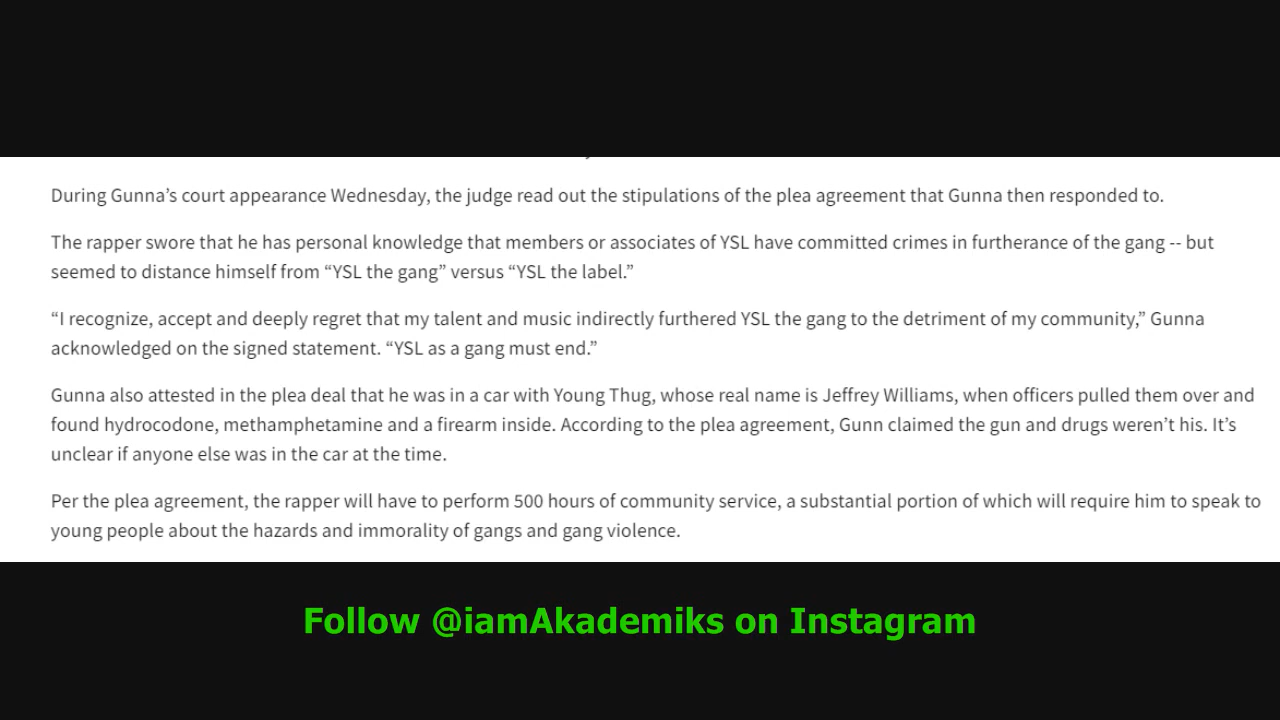 During Gunna’s court appearance Wednesday, the judge read out the stipulations of the plea agreement that Gunna then responded to.
The rapper swore that he has personal knowledge that members or associates of YSL have committed crimes in furtherance of the gang -- but
seemed to distance himself from “YSL the gang” versus “YSL the label.”
“I recognize, accept and deeply regret that my talent and music indirectly furthered YSL the gang to the detriment of my community,” Gunna
acknowledged on the signed statement. “YSL as a gang must end.”
Gunna also attested in the plea deal that he was in a car with Young Thug, whose real name is Jeffrey Williams, when officers pulled them over and
found hydrocodone, methamphetamine and a firearm inside. According to the plea agreement, Gunn claimed the gun and drugs weren’t his. It’s
unclear if anyone else was in the car at the time.
Per the plea agreement, the rapper will have to perform 500 hours of community service, a substantial portion of which will require him to speak to
young people about the hazards and immorality of gangs and gang violence.
Follow @iamAkademiks on Instagram